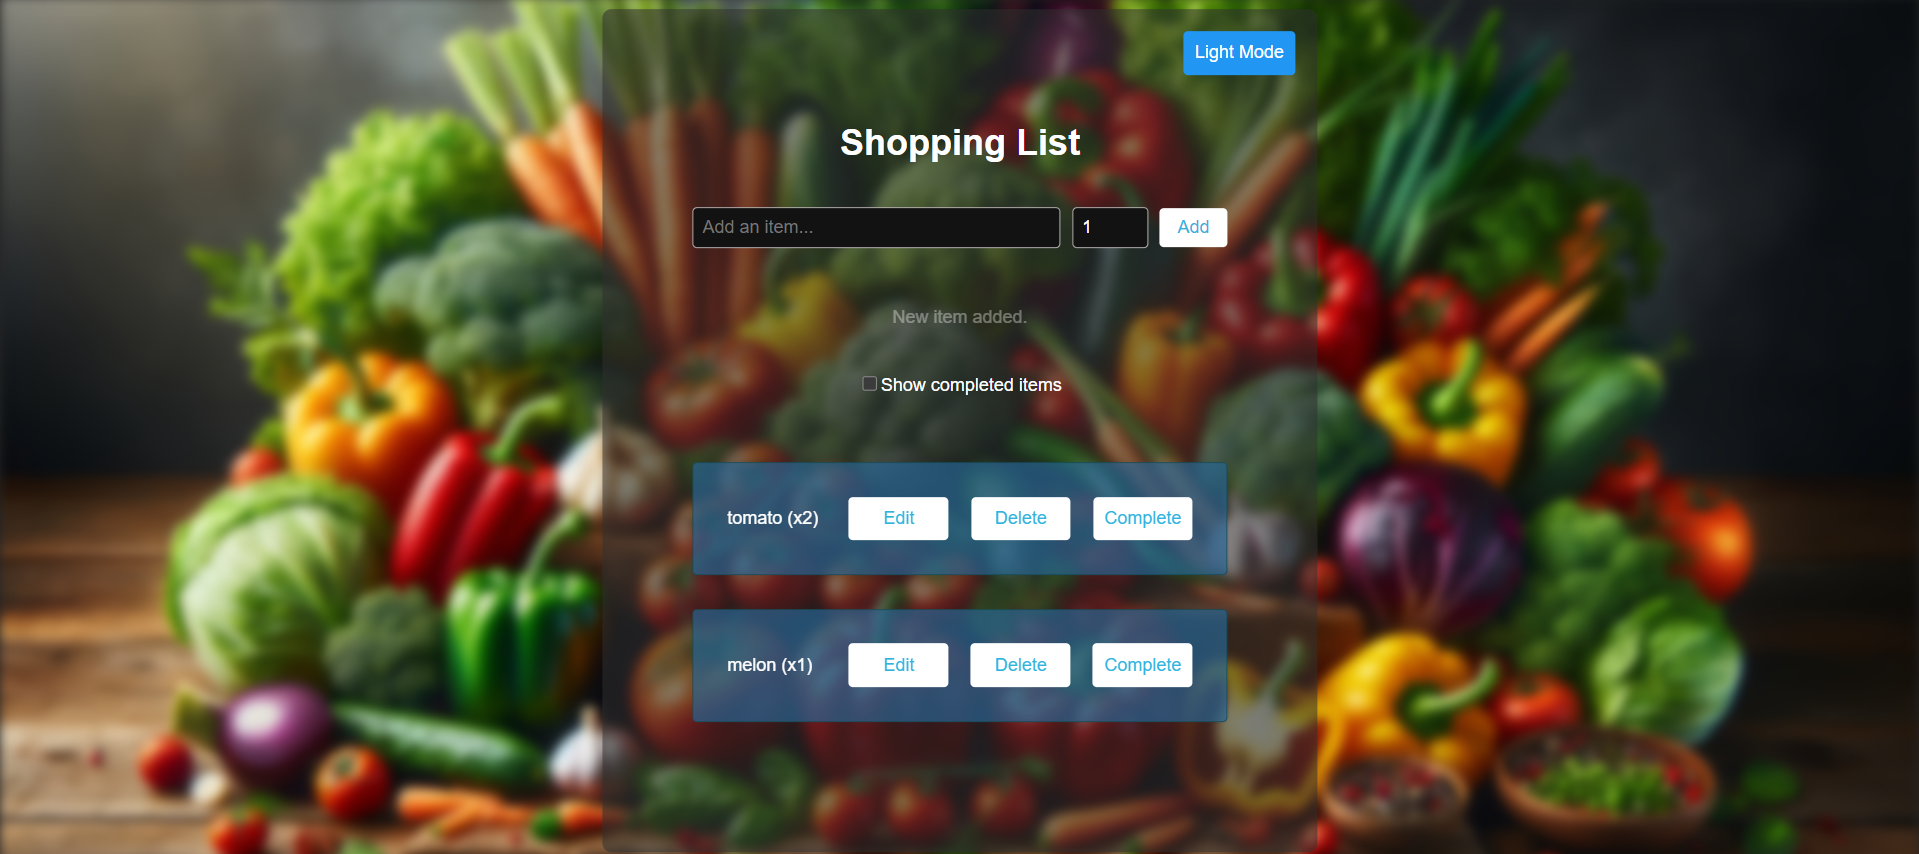 Light Mode
Shopping List
Add an item... 1 Add
New item added.
Show completed items
tomato (x2) Edit Delete Complete
melon (x1) Edit Delete Complete